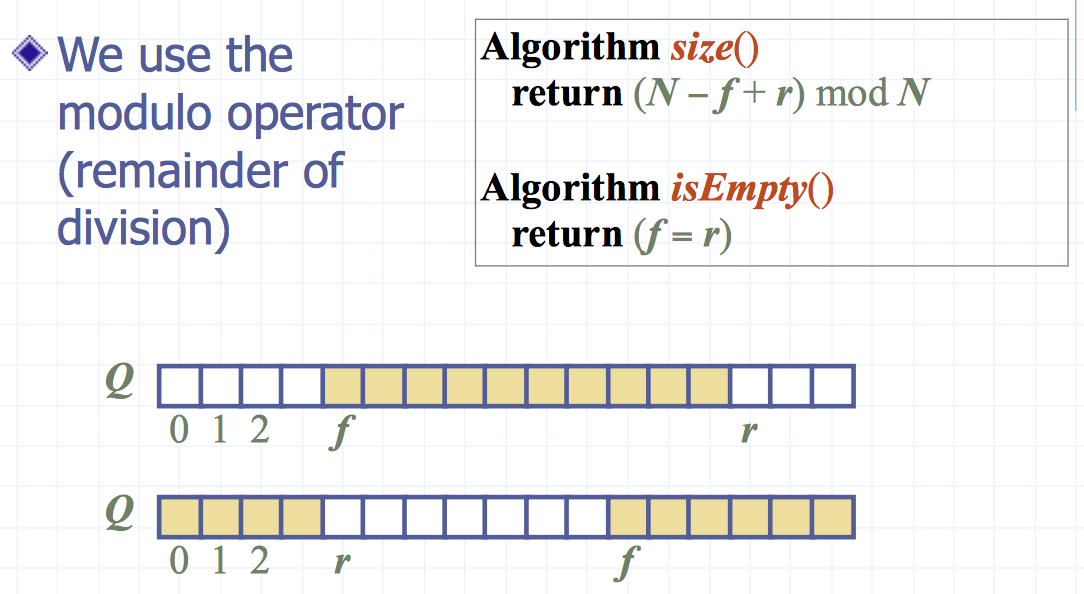 We use the
modulo operator
(remainder of
division)
Algorithm size()
return (N − f + r) mod N
Algorithm isEmpty()
return (f = r)
Q
0 1 2 f r
Q
0 1 2 r f